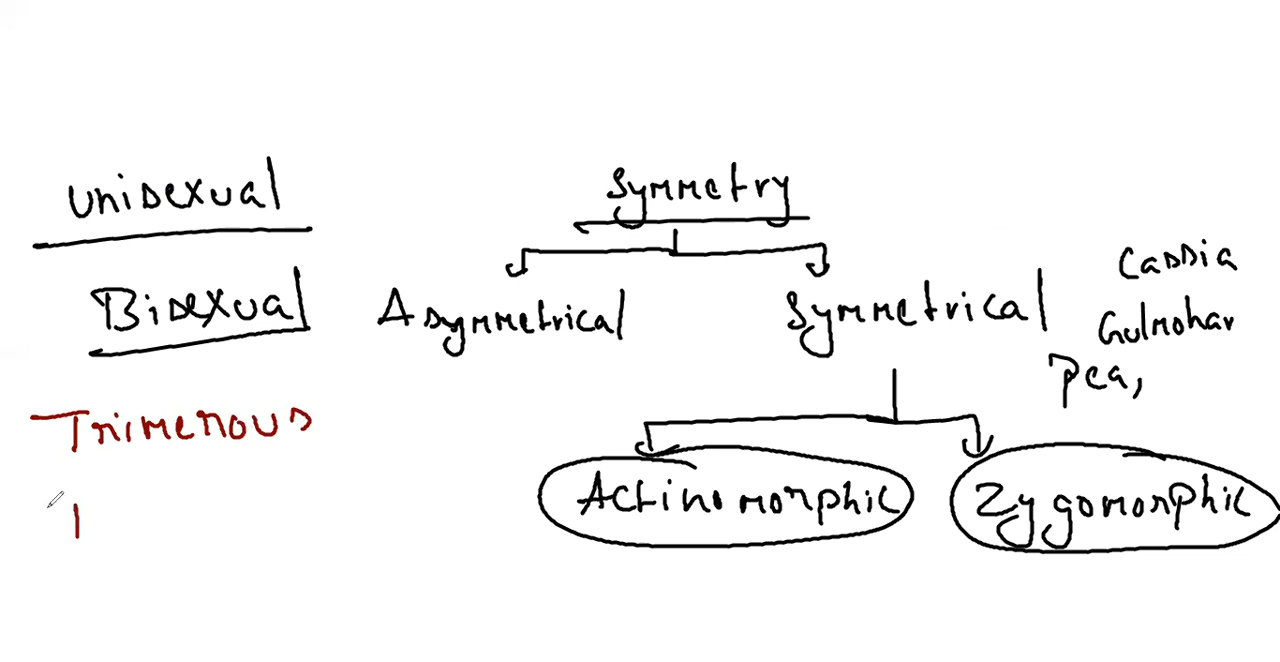 Unisexual
Bisexual
Trimerous
Symmetry
Asymmetrical
Symmetrical
Cassia
Gulmohar
Pea,
Actinomorphic
Zygomorphic